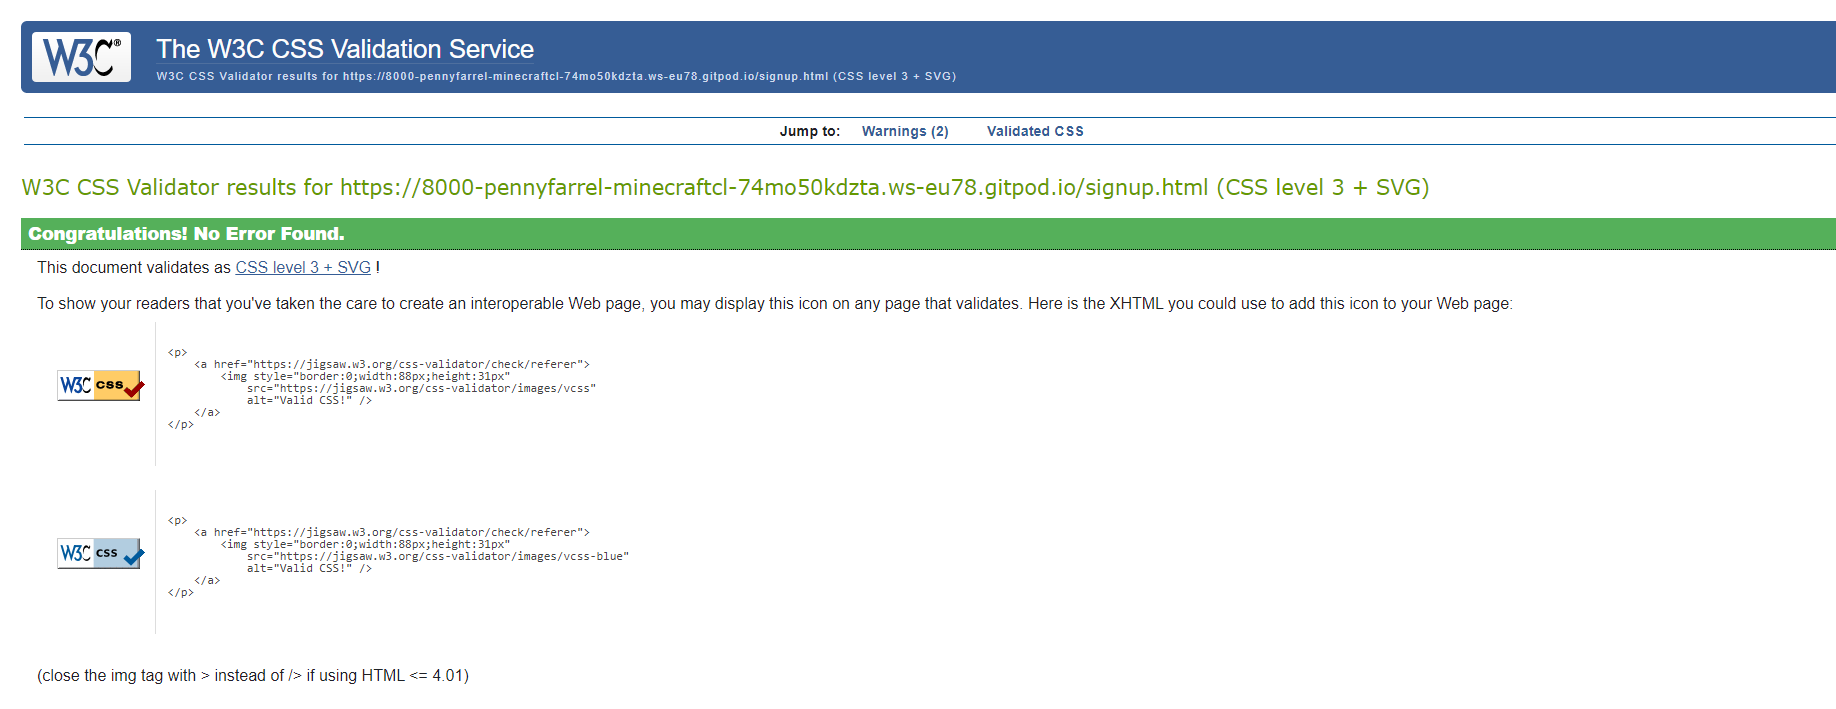 W3C®
The W3C CSS Validation Service
W3C CSS Validator results for https://8000-pennyfarrel-minecraftcl-74mo50kdzta.ws-eu78.gitpod.io/signup.html (CSS level 3 + SVG)
Jump to: Warnings (2) Validated CSS
W3C CSS Validator results for https://8000-pennyfarrel-minecraftcl-74mo50kdzta.ws-eu78.gitpod.io/signup.html (CSS level 3 + SVG)
Congratulations! No Error Found.
This document validates as CSS level 3 + SVG !
To show your readers that you've taken the care to create an interoperable Web page, you may display this icon on any page that validates. Here is the XHTML you could use to add this icon to your Web page:
W3C css
<p>
<a href="https://jigsaw.w3.org/css-validator/check/referer">
<img style="border:0;width:88px;height:31px"
src="https://jigsaw.w3.org/css-validator/images/vcss"
alt="Valid CSS!" />
</a>
</p>
W3C css
<p>
<a href="https://jigsaw.w3.org/css-validator/check/referer">
<img style="border:0;width:88px;height:31px"
src="https://jigsaw.w3.org/css-validator/images/vcss-blue"
alt="Valid CSS!" />
</a>
</p>
(close the img tag with > instead of /> if using HTML <= 4.01)